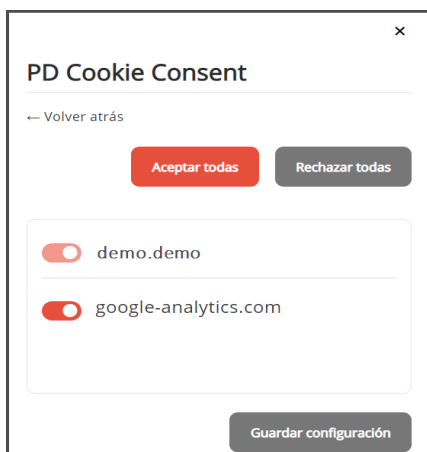 ×
PD Cookie Consent
← Volver atrás
Aceptar todas Rechazar todas
demo.demo
google-analytics.com
Guardar configuración